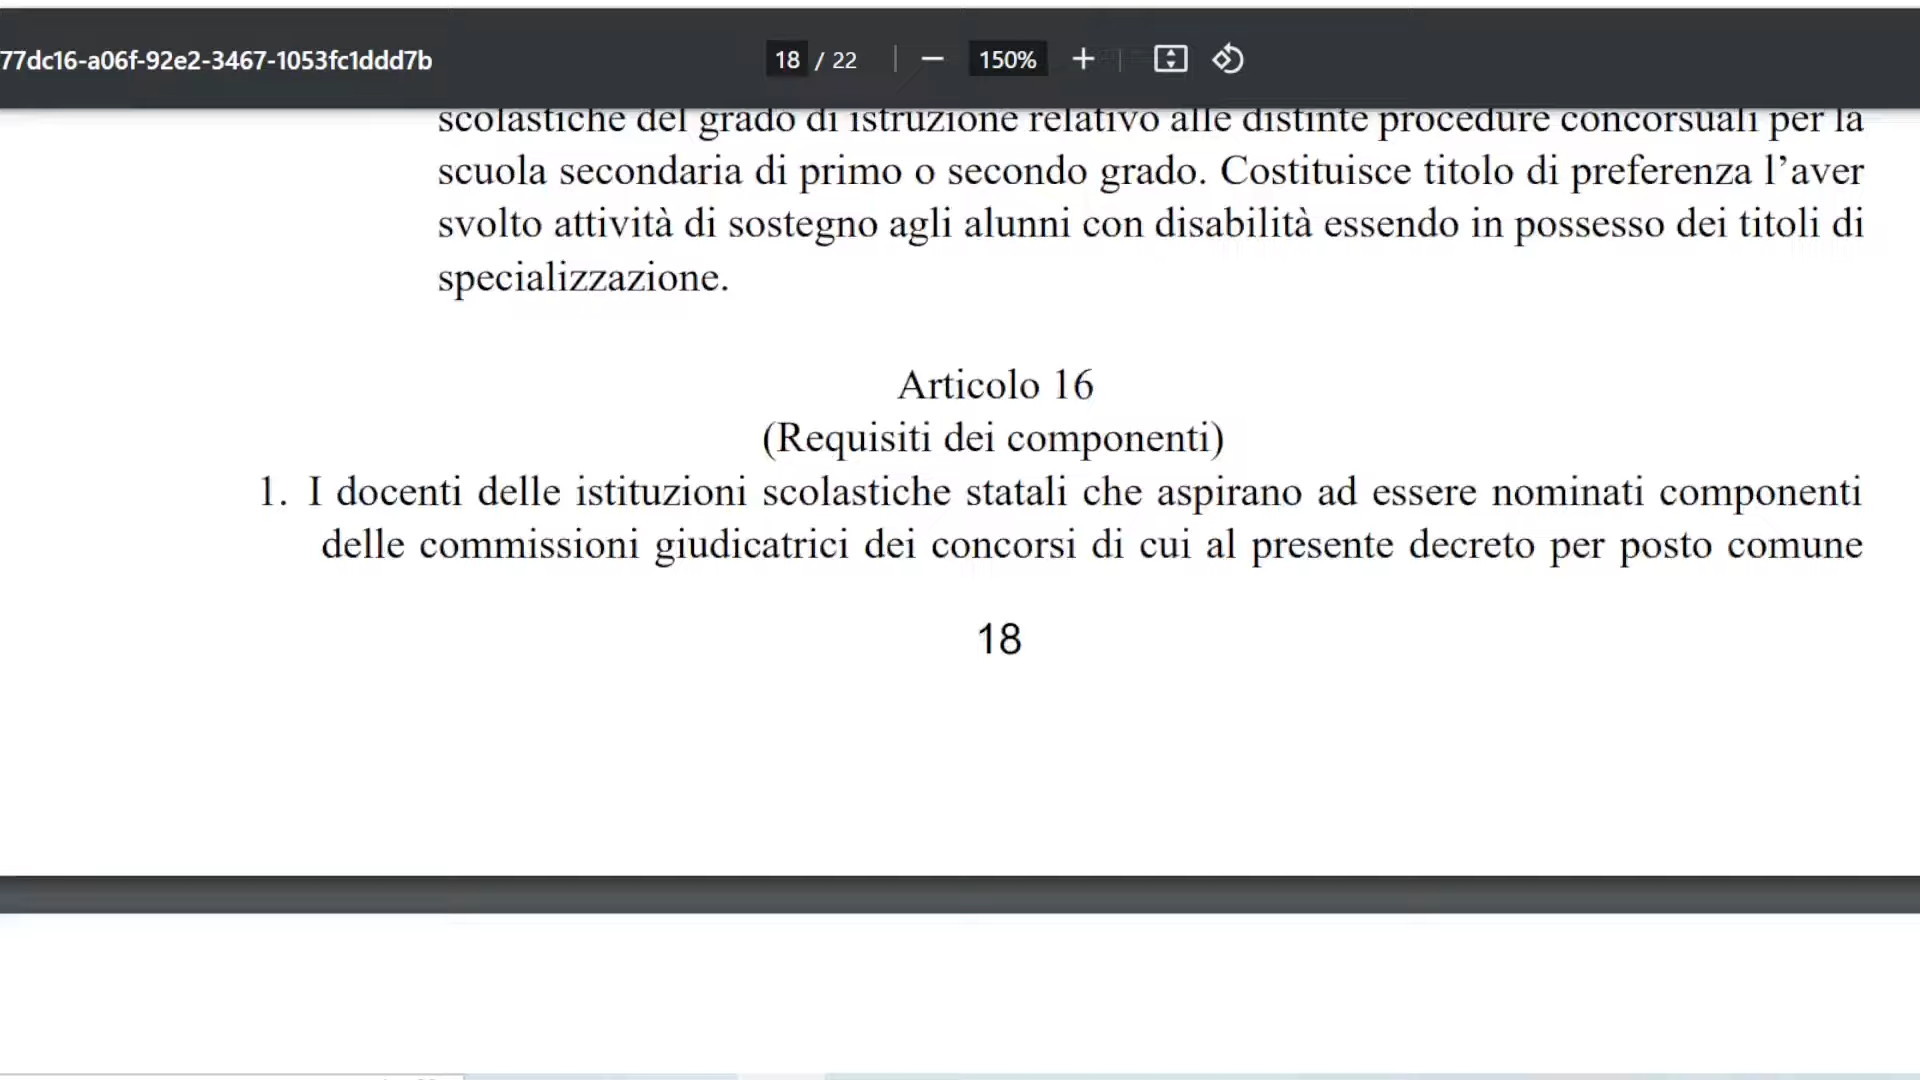 77dc16-a06f-92e2-3467-1053fc1ddd7b
18 / 22
150%
scolastiche del grado di istruzione relativo alle distinte procedure concorsuali per la
scuola secondaria di primo o secondo grado. Costituisce titolo di preferenza l’aver
svolto attività di sostegno agli alunni con disabilità essendo in possesso dei titoli di
specializzazione.
Articolo 16
(Requisiti dei componenti)
1. I docenti delle istituzioni scolastiche statali che aspirano ad essere nominati componenti
delle commissioni giudicatrici dei concorsi di cui al presente decreto per posto comune
18